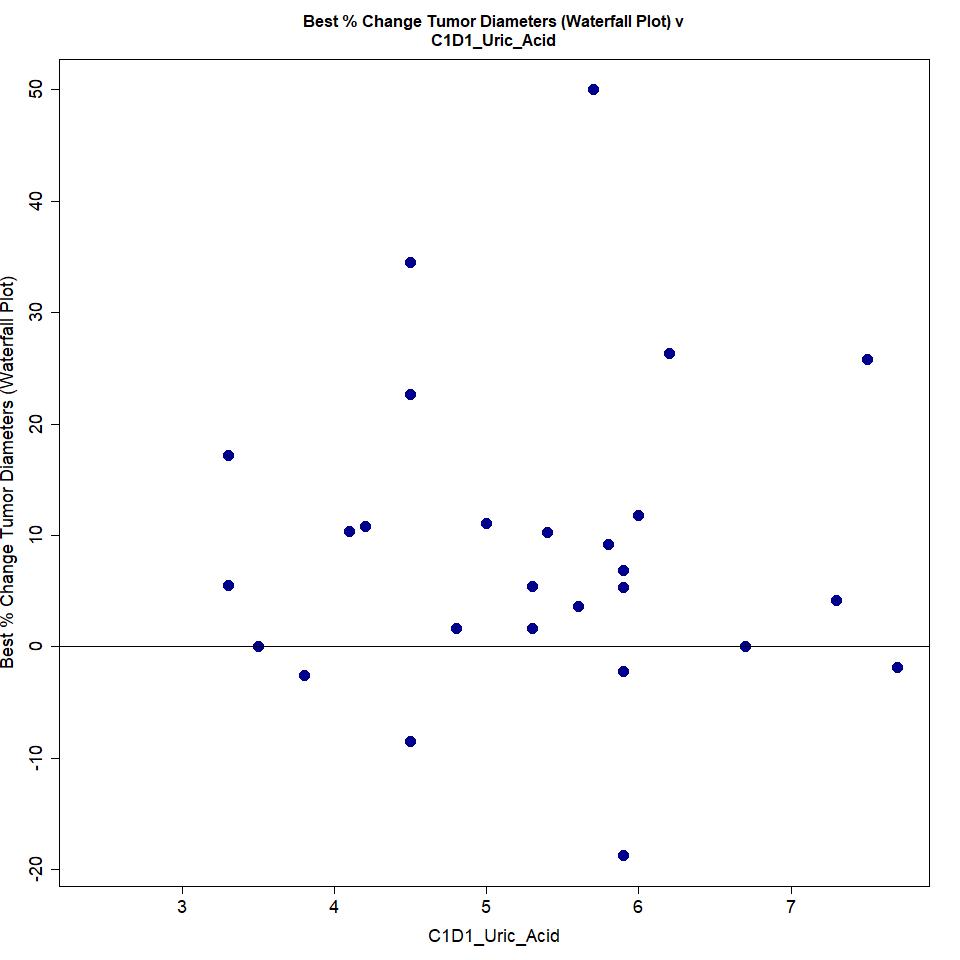 Best % Change Tumor Diameters (Waterfall Plot) v
C1D1_Uric_Acid
Best % Change Tumor Diameters (Waterfall Plot)
50
40
30
20
10
0
-10
-20
3 4 5 6 7
C1D1_Uric_Acid